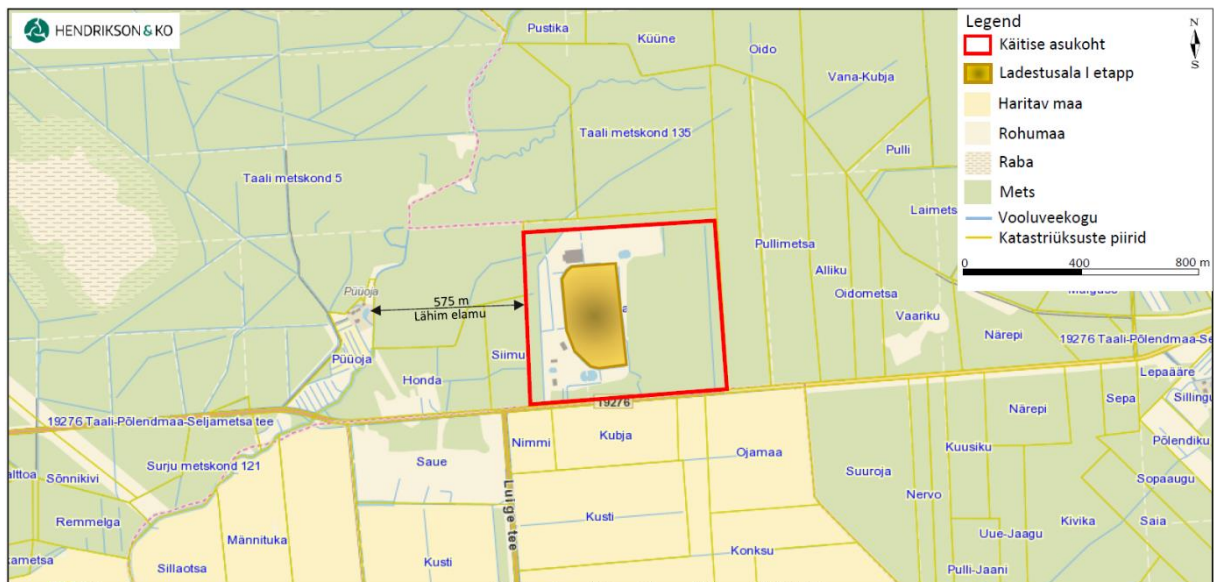 HENDRIKSON & KO
Legend
N
S
Käitise asukoht
Ladestusala I etapp
Haritav maa
Rohumaa
Raba
Mets
Vooluveekogu
Katastriüksuste piirid
0 400 800 m
Pustika
Küüne
Oido
Vana-Kubja
Taali metskond 135
Pulli
Taali metskond 5
Laimets
Pullimetsa
Alliku
Oidometsa
Püüoja
575 m
Lähim elamu
Vaariku
Närepi
19276 Taali-Põlendmaa-Se
Siimu
Püüoja
Honda
Lepaääre
19276
Närepi
Sepa
Silling
19276 Taali-Põlendmaa-Seljametsa tee
Nimmi
Kubja
Ojamaa
Kuusiku
Põlendiku
Surju metskond 121
Saue
Suuroja
Sõnnikivi
Luige tee
Sopaaugu
Nervo
Kusti
Kivika
Saia
Remmelga
Uue-Jaagu
Männituka
Konksu
Kusti
Sillaotsa
Pulli-Jaani